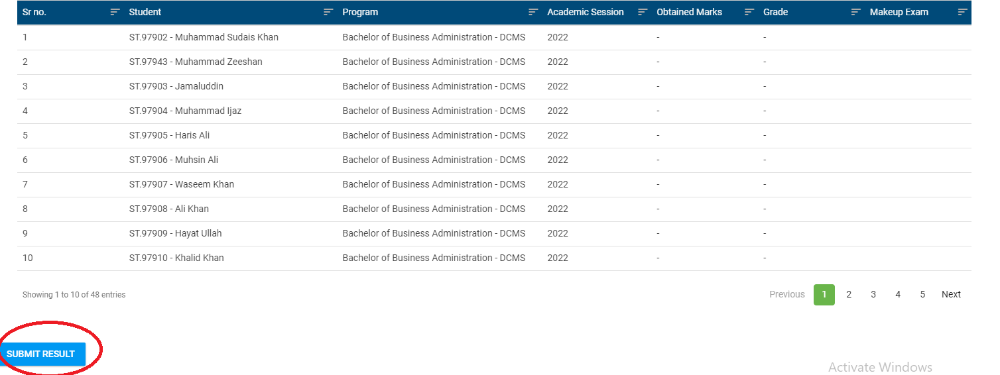 Sr no. Student Program Academic Session Obtained Marks Grade Makeup Exam
1 ST.97902 - Muhammad Sudais Khan Bachelor of Business Administration - DCMS 2022 - -
2 ST.97943 - Muhammad Zeeshan Bachelor of Business Administration - DCMS 2022 - -
3 ST.97903 - Jamaluddin Bachelor of Business Administration - DCMS 2022 - -
4 ST.97904 - Muhammad Ijaz Bachelor of Business Administration - DCMS 2022 - -
5 ST.97905 - Haris Ali Bachelor of Business Administration - DCMS 2022 - -
6 ST.97906 - Muhsin Ali Bachelor of Business Administration - DCMS 2022 - -
7 ST.97907 - Waseem Khan Bachelor of Business Administration - DCMS 2022 - -
8 ST.97908 - Ali Khan Bachelor of Business Administration - DCMS 2022 - -
9 ST.97909 - Hayat Ullah Bachelor of Business Administration - DCMS 2022 - -
10 ST.97910 - Khalid Khan Bachelor of Business Administration - DCMS 2022 - -
Showing 1 to 10 of 48 entries Previous 1 2 3 4 5 Next
SUBMIT RESULT
Activate Windows